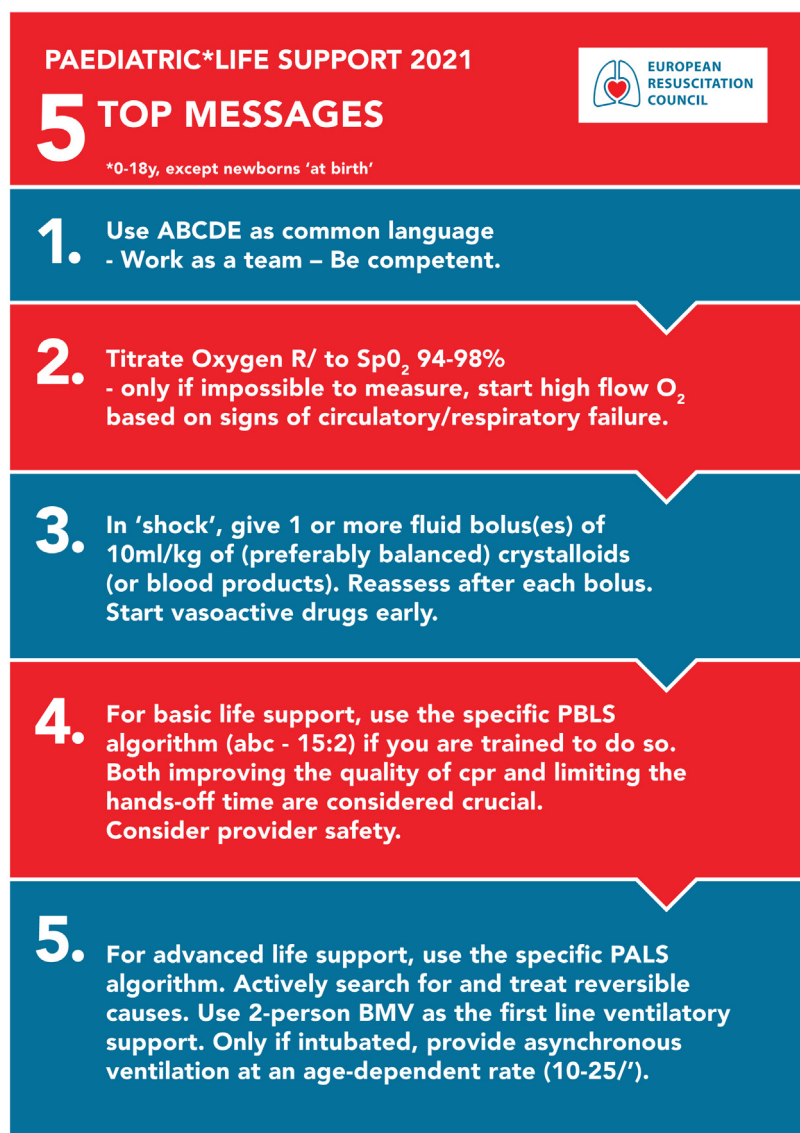 PAEDIATRIC*LIFE SUPPORT 2021
5 TOP MESSAGES
*0-18y, except newborns ‘at birth’
EUROPEAN
RESUSCITATION
COUNCIL
1. Use ABCDE as common language
- Work as a team – Be competent.
2. Titrate Oxygen R/ to Sp0₂ 94-98%
- only if impossible to measure, start high flow O₂
based on signs of circulatory/respiratory failure.
3. In ‘shock’, give 1 or more fluid bolus(es) of
10ml/kg of (preferably balanced) crystalloids
(or blood products). Reassess after each bolus.
Start vasoactive drugs early.
4. For basic life support, use the specific PBLS
algorithm (abc - 15:2) if you are trained to do so.
Both improving the quality of cpr and limiting the
hands-off time are considered crucial.
Consider provider safety.
5. For advanced life support, use the specific PALS
algorithm. Actively search for and treat reversible
causes. Use 2-person BMV as the first line ventilatory
support. Only if intubated, provide asynchronous
ventilation at an age-dependent rate (10-25/’).